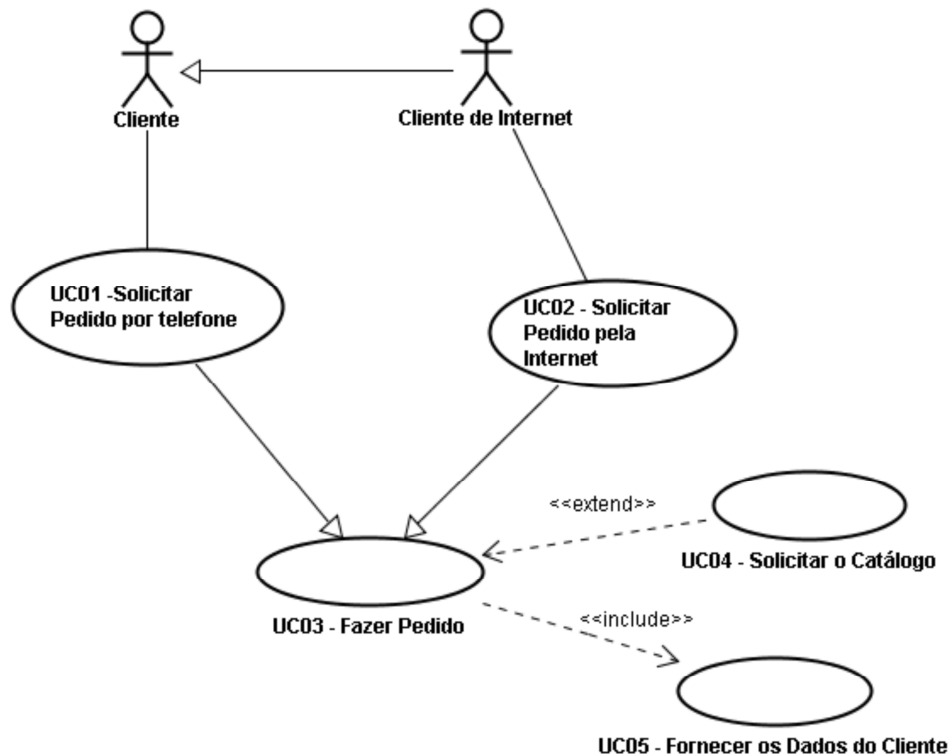 Cliente
Cliente de Internet
UC01 -Solicitar
Pedido por telefone
UC02 - Solicitar
Pedido pela
Internet
<<extend>>
UC04 - Solicitar o Catálogo
UC03 - Fazer Pedido
<<include>>
UC05 - Fornecer os Dados do Cliente